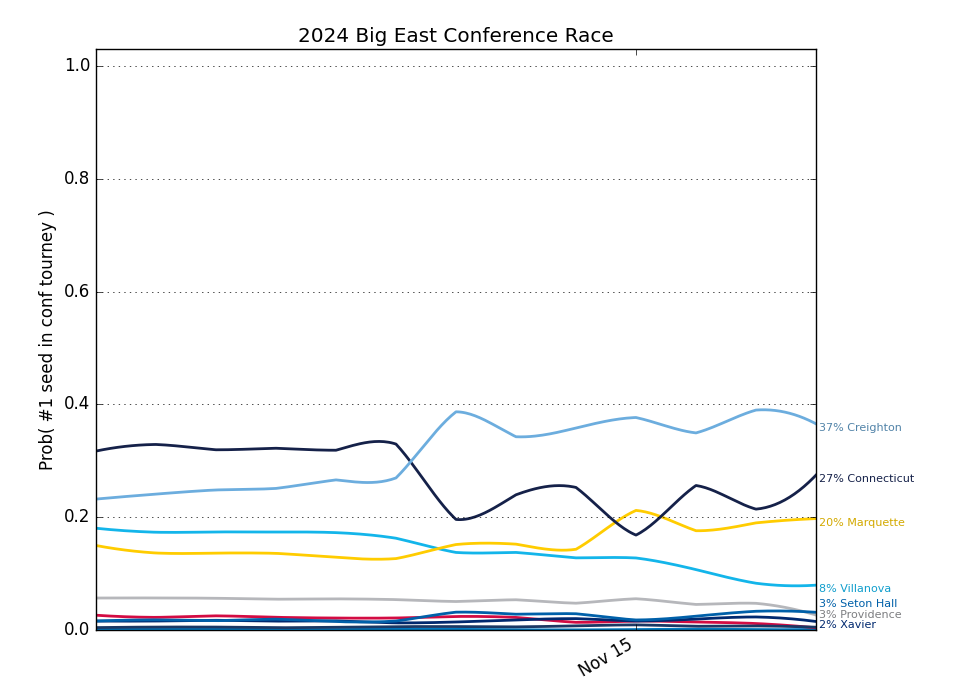 2024 Big East Conference Race
1.0
0.8
0.6
0.4
0.2
0.0
Prob( #1 seed in conf tourney )
Nov 15
37% Creighton
27% Connecticut
20% Marquette
8% Villanova
3% Seton Hall
3% Providence
2% Xavier